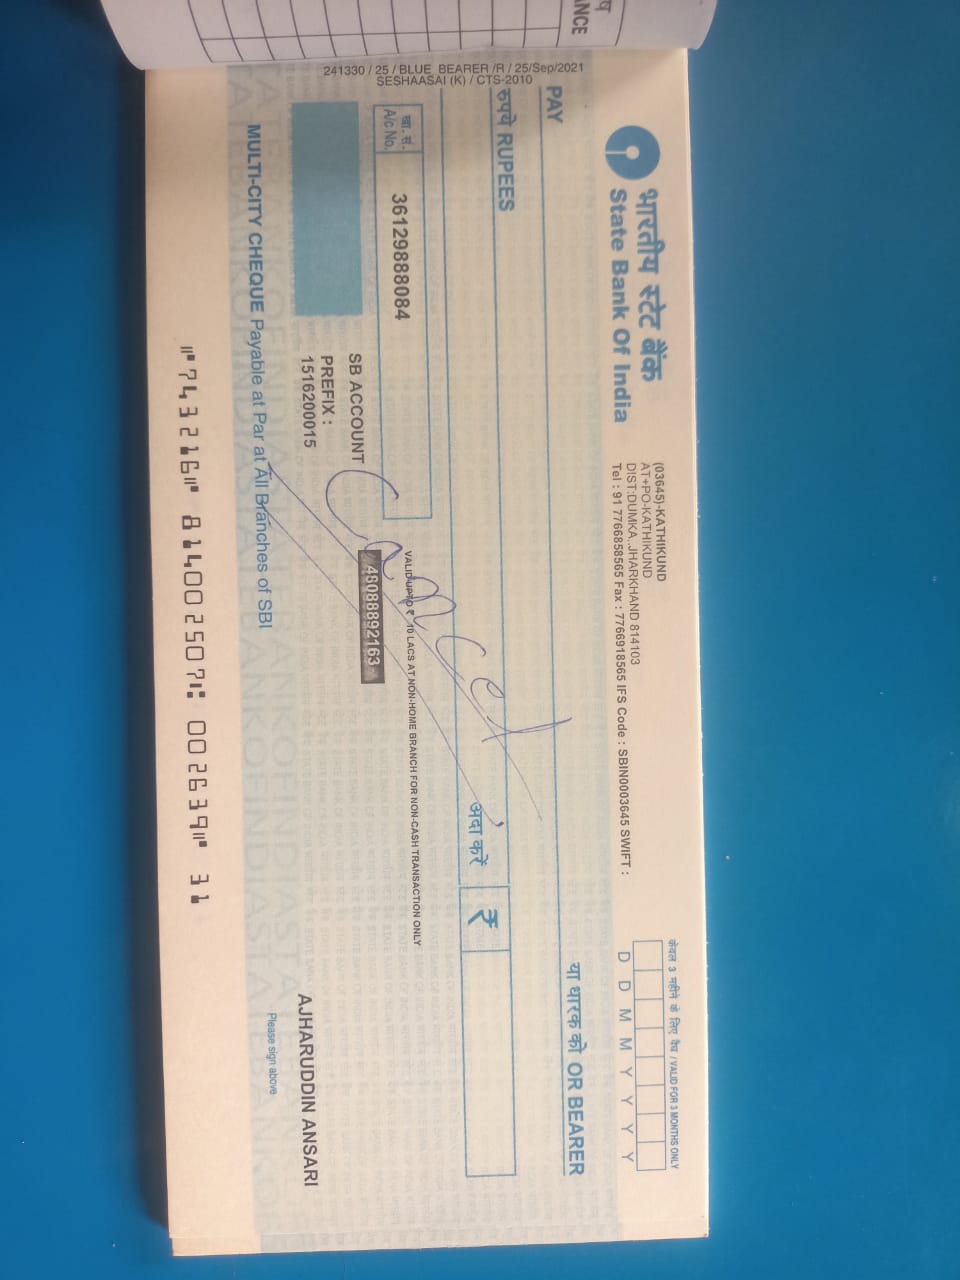 ष
NCE
241330 / 25 / BLUE BEARER /R / 25/Sep/2021
SESHAASAI (K) / CTS-2010
भारतीय स्टेट बैंक
State Bank Of India
(03645)-KATHIKUND
AT+PO-KATHIKUND
DIST:DUMKA, JHARKHAND 814103
Tel : 91 7766858565 Fax : 7766918565 IFS Code : SBIN0003645 SWIFT :
केवल 3 महीने के लिए वैध / VALID FOR 3 MONTHS ONLY
D D M M Y Y Y Y
PAY
या धारक को OR BEARER
रुपये RUPEES
अदा करें ₹
खा. सं.
A/c No.
36129888084
VALID UPTO ₹ 10 LACS AT NON-HOME BRANCH FOR NON-CASH TRANSACTION ONLY
Cancel
48088892163
SB ACCOUNT
PREFIX :
1516200015
AJHARUDDIN ANSARI
Please sign above
MULTI-CITY CHEQUE Payable at Par at All Branches of SBI
⑈743216⑈ 814002507⑆ 002639⑈ 31